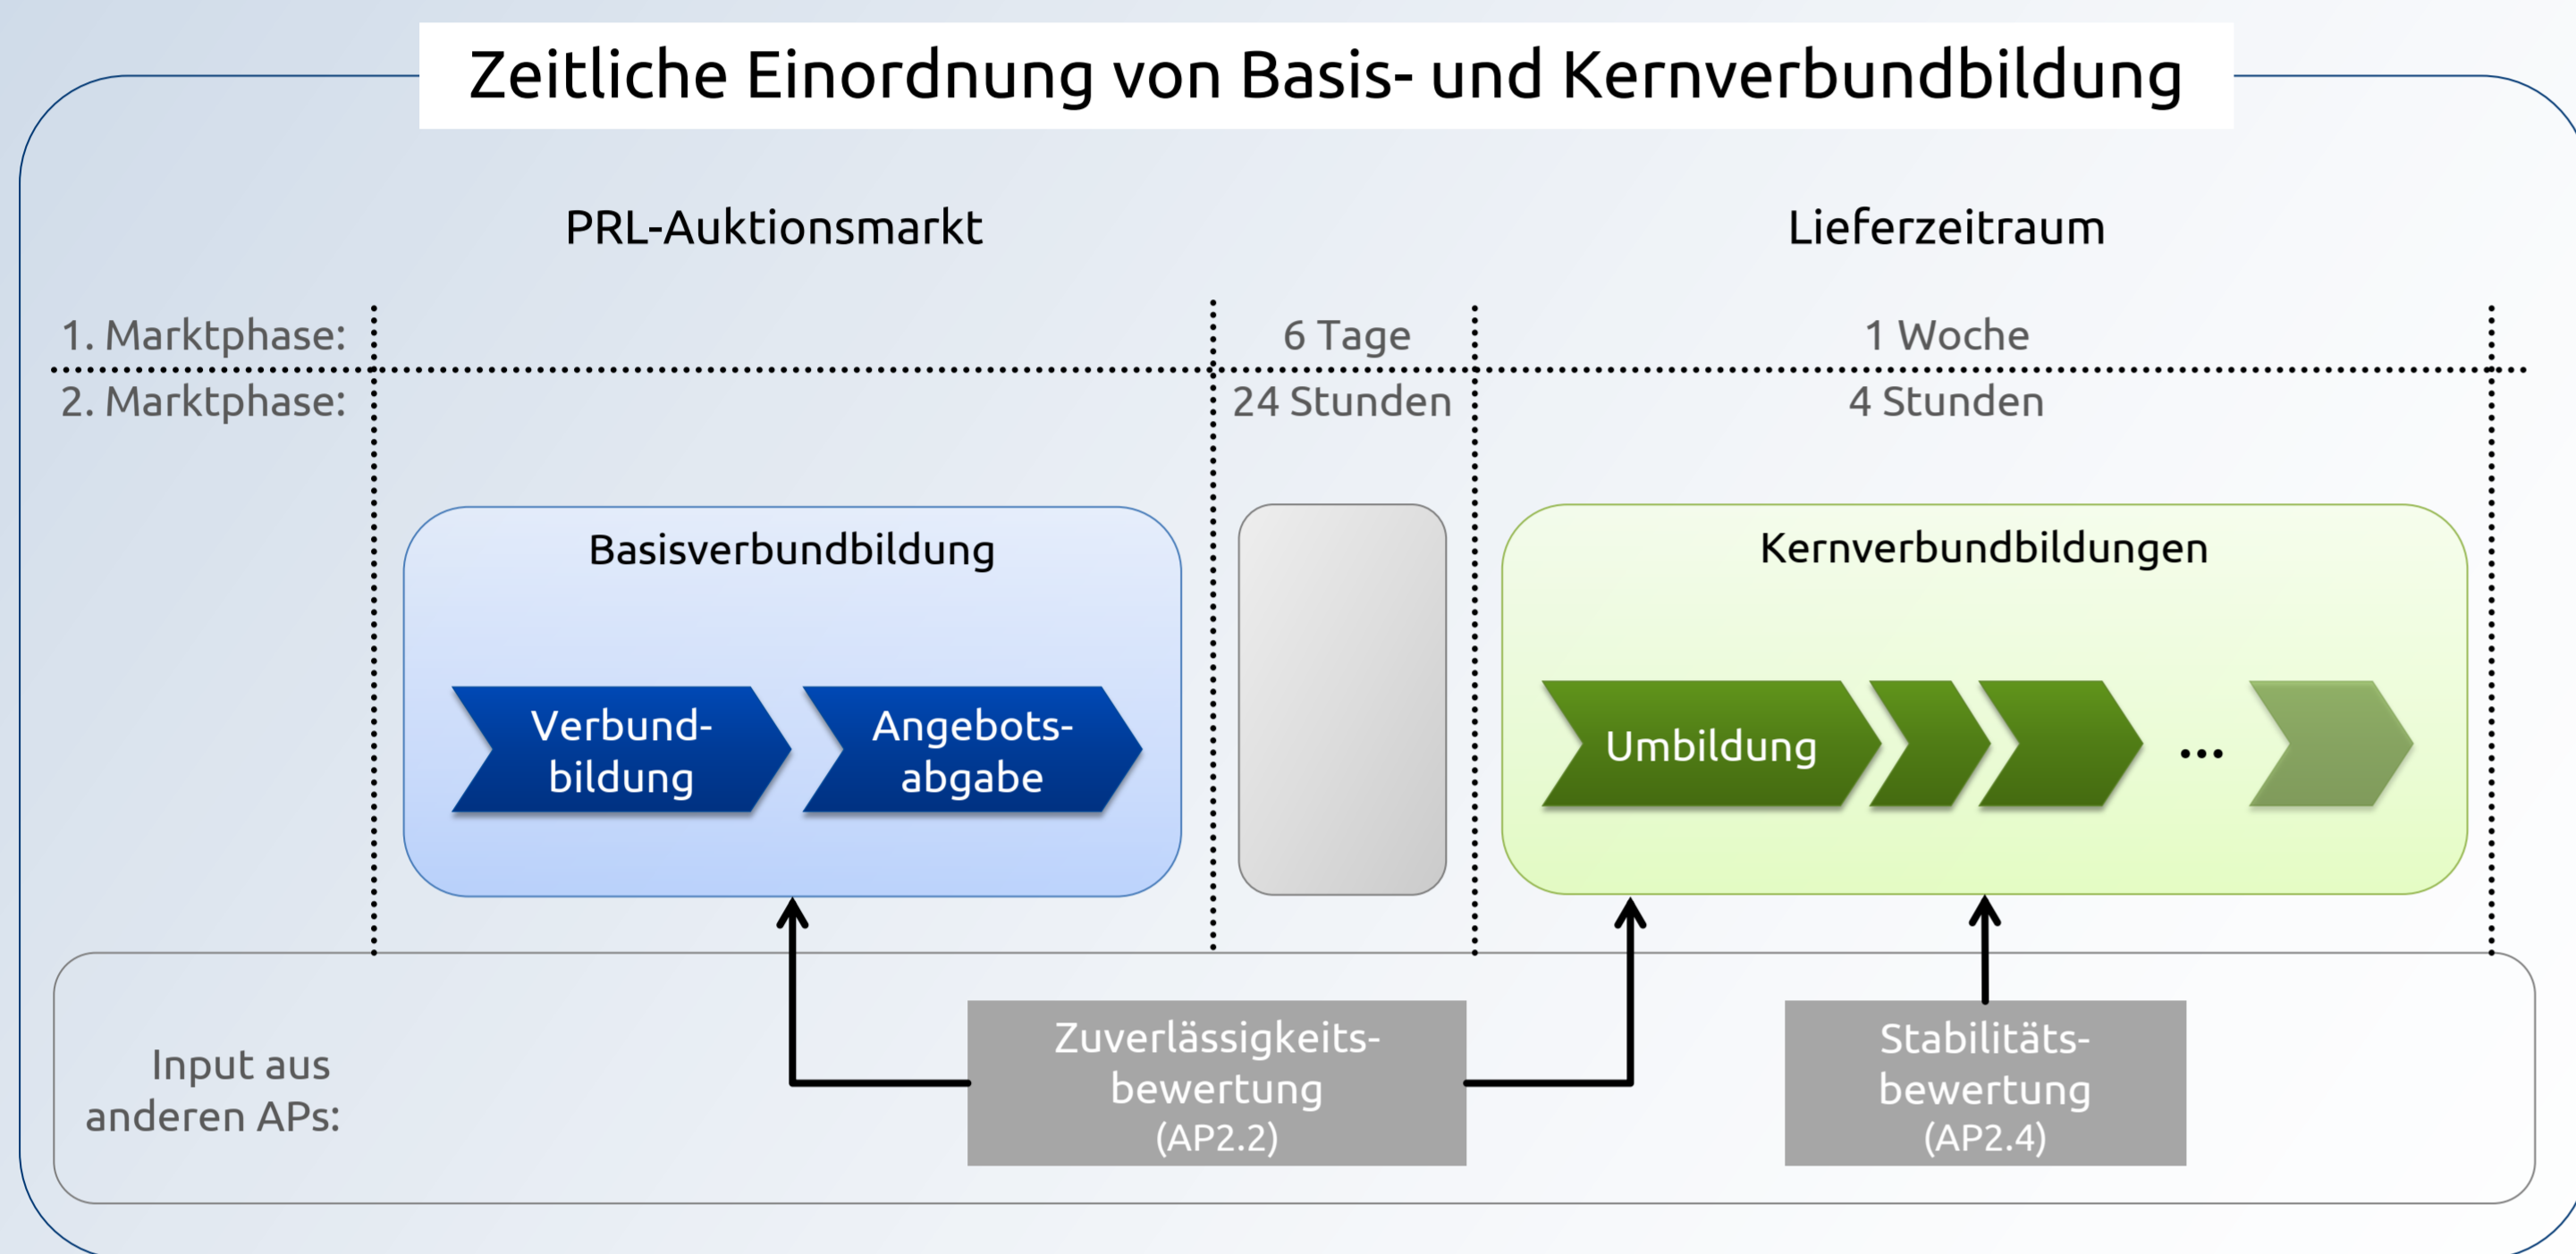 Zeitliche Einordnung von Basis- und Kernverbundbildung
PRL-Auktionsmarkt
Lieferzeitraum
1. Marktphase:
6 Tage
1 Woche
2. Marktphase:
24 Stunden
4 Stunden
Basisverbundbildung
Verbund-
bildung
Angebots-
abgabe
Kernverbundbildungen
Umbildung
...
Input aus
anderen APs:
Zuverlässigkeits-
bewertung
(AP2.2)
Stabilitäts-
bewertung
(AP2.4)